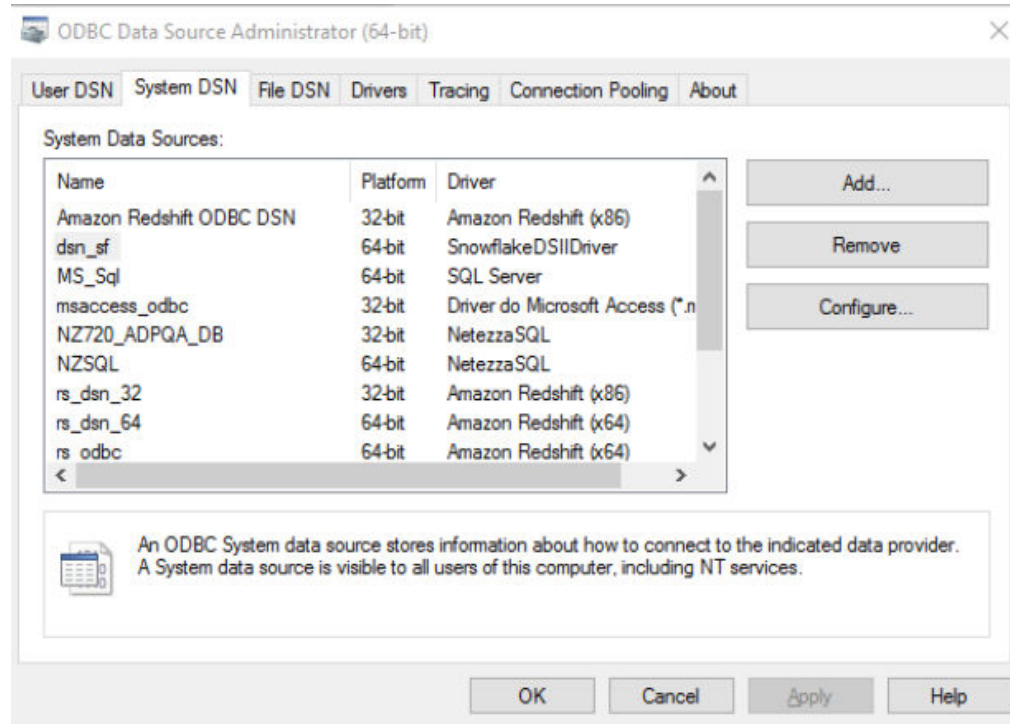 ODBC Data Source Administrator (64-bit)
User DSN System DSN File DSN Drivers Tracing Connection Pooling About
System Data Sources:
Name Platform Driver
Amazon Redshift ODBC DSN 32-bit Amazon Redshift (x86)
dsn_sf 64-bit SnowflakeDSIIDriver
MS_Sql 64-bit SQL Server
msaccess_odbc 32-bit Driver do Microsoft Access (*.m
NZ720_ADPQA_DB 32-bit NetezzaSQL
NZSQL 64-bit NetezzaSQL
rs_dsn_32 32-bit Amazon Redshift (x86)
rs_dsn_64 64-bit Amazon Redshift (x64)
rs_odbc 64-bit Amazon Redshift (x64)
Add...
Remove
Configure...
An ODBC System data source stores information about how to connect to the indicated data provider.
A System data source is visible to all users of this computer, including NT services.
OK Cancel Apply Help